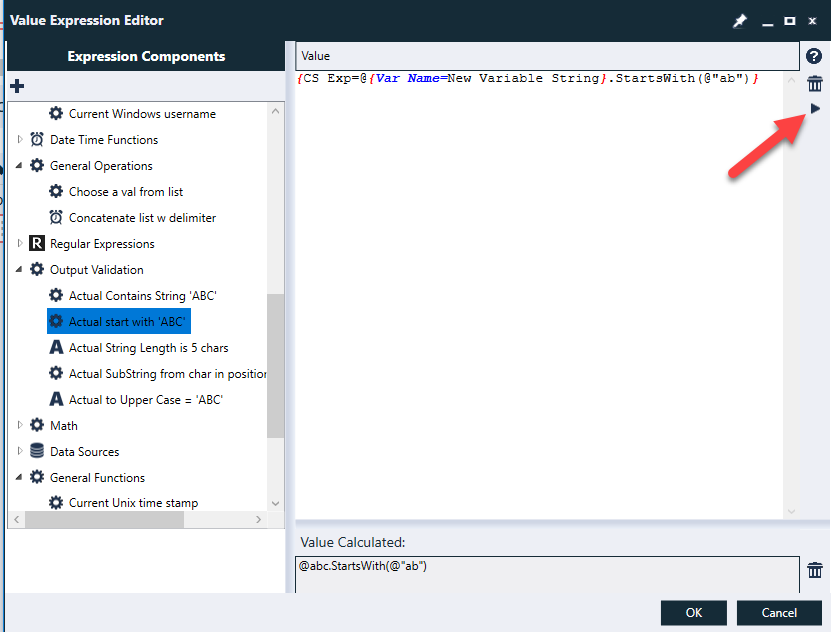 Value Expression Editor
Expression Components
Current Windows username
Date Time Functions
General Operations
Choose a val from list
Concatenate list w delimiter
R Regular Expressions
Output Validation
Actual Contains String 'ABC'
Actual start with 'ABC'
A Actual String Length is 5 chars
Actual SubString from char in position
A Actual to Upper Case = 'ABC'
Math
Data Sources
General Functions
Current Unix time stamp
Value
{CS Exp=@{Var Name=New Variable String}.StartsWith(@"ab")}
Value Calculated:
@abc.StartsWith(@"ab")
OK
Cancel